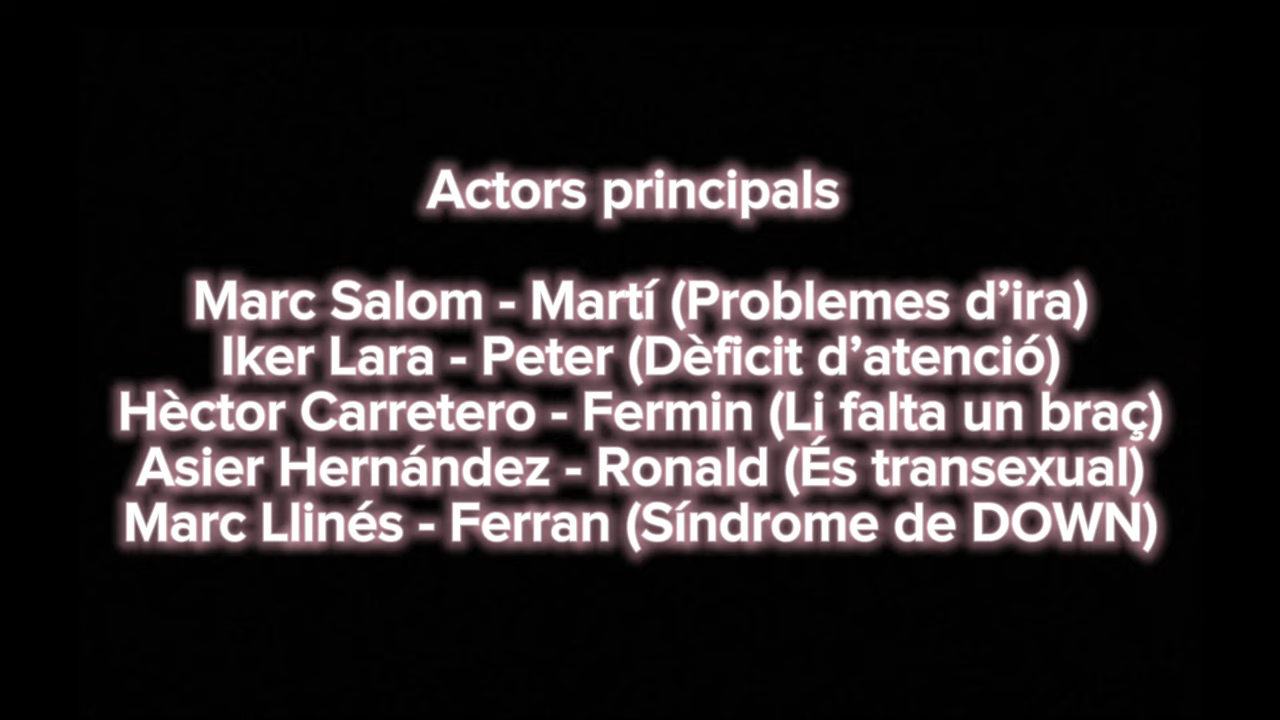 Actors principals
Marc Salom - Martí (Problemes d’ira)
Iker Lara - Peter (Dèficit d’atenció)
Hèctor Carretero - Fermin (Li falta un braç)
Asier Hernández - Ronald (És transexual)
Marc Llinés - Ferran (Síndrome de DOWN)